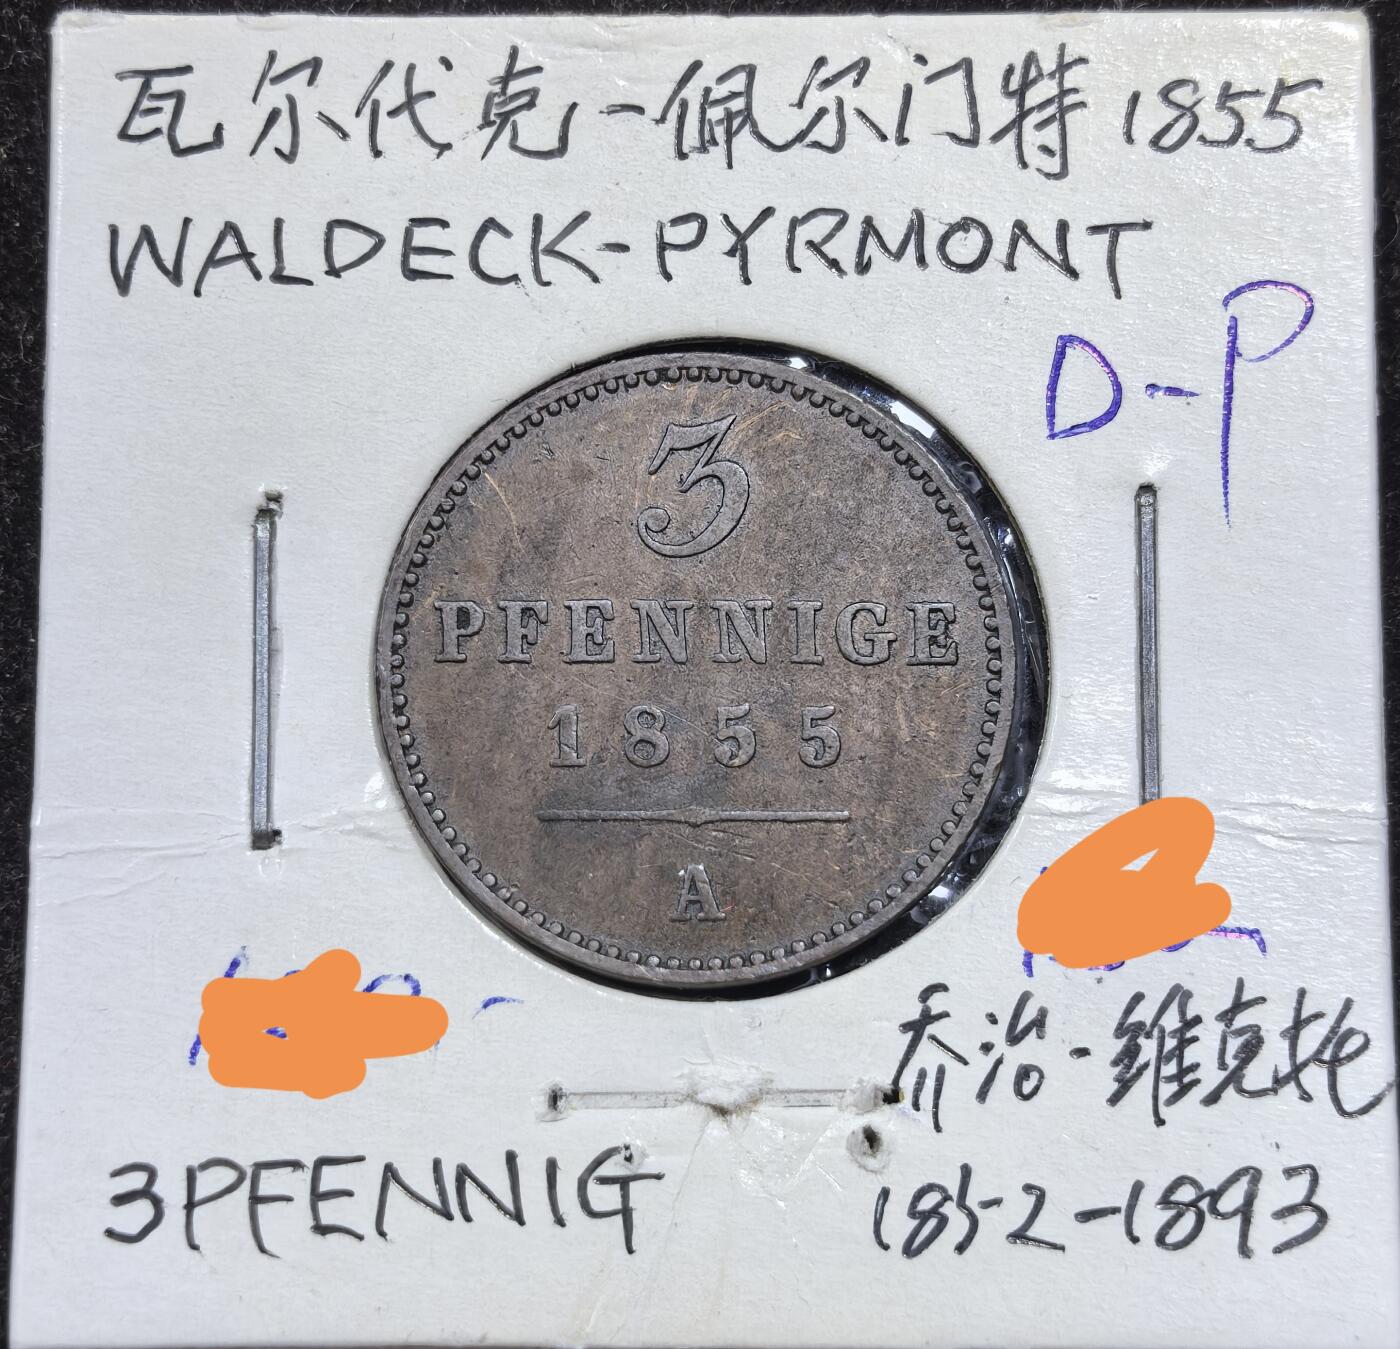 瓦尔代克-佩尔门特 1855
WALDECK-PYRMONT
D-P
3
PFENNIGE
1855
A
乔治·維克托
3PFENNIG
1852-1893